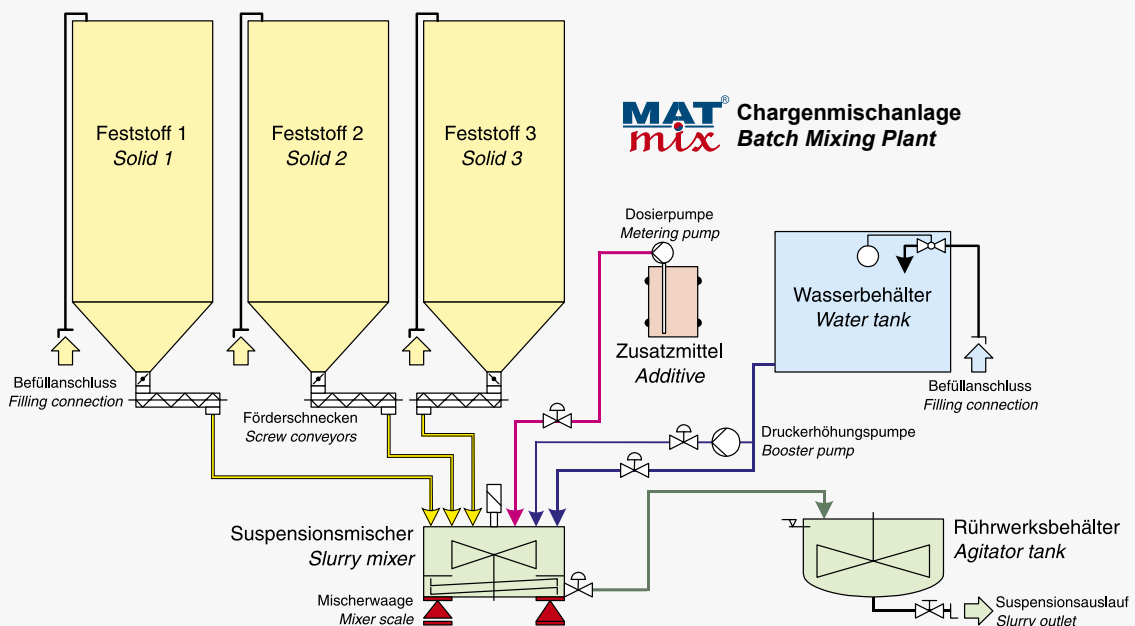 Feststoff 1
Solid 1
Feststoff 2
Solid 2
Feststoff 3
Solid 3
MAT®
mix
Chargenmischanlage
Batch Mixing Plant
Dosierpumpe
Metering pump
Wasserbehälter
Water tank
Zusatzmittel
Additive
Befüllanschluss
Filling connection
Befüllanschluss
Filling connection
Förderschnecken
Screw conveyors
Druckerhöhungspumpe
Booster pump
Suspensionsmischer
Slurry mixer
Rührwerksbehälter
Agitator tank
Mischerwaage
Mixer scale
Suspensionsauslauf
Slurry outlet